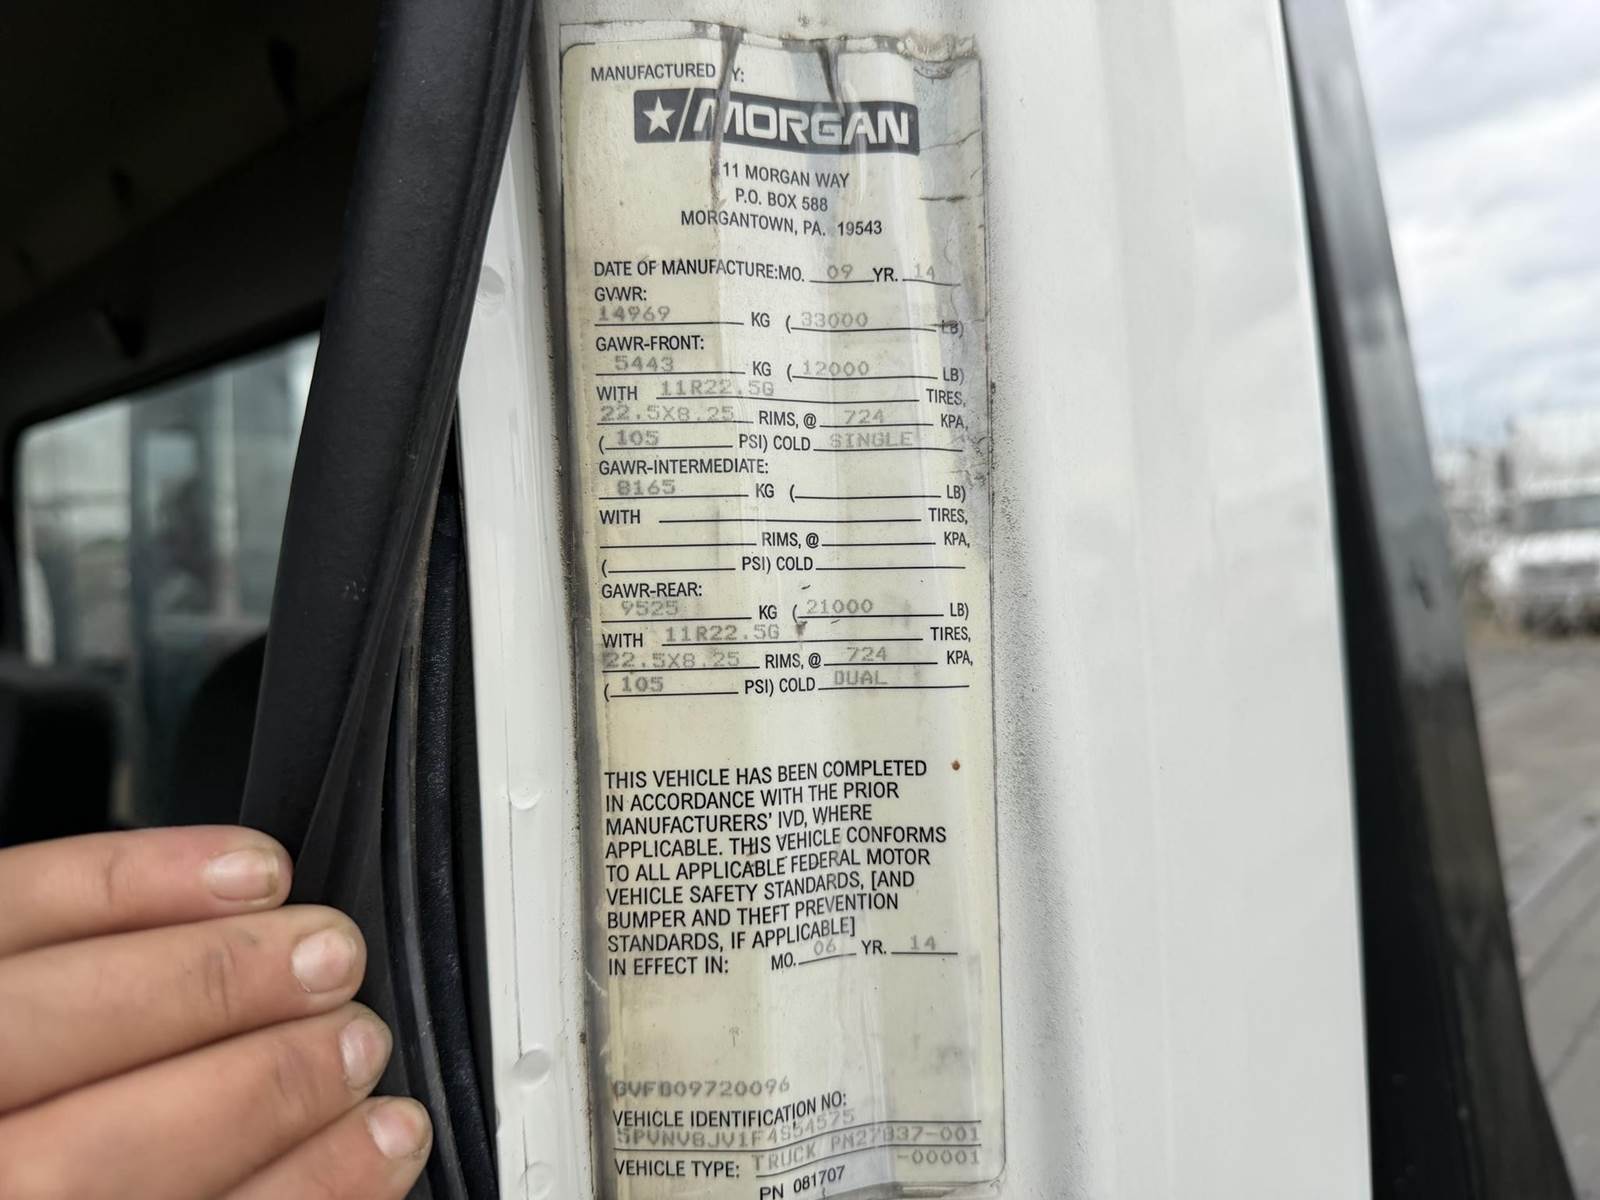 MANUFACTURED BY:
MORGAN
11 MORGAN WAY
P.O. BOX 588
MORGANTOWN, PA. 19543
DATE OF MANUFACTURE:MO. 09 YR. 14
GVWR:
14969 KG (33000 LB)
GAWR-FRONT:
5443 KG (12000 LB)
WITH 11R22.5G TIRES,
22.5X8.25 RIMS, @ 724 KPA,
(105 PSI) COLD SINGLE
GAWR-INTERMEDIATE:
8165 KG ( LB)
WITH TIRES,
RIMS, @ KPA,
( PSI) COLD
GAWR-REAR:
9525 KG (21000 LB)
WITH 11R22.5G TIRES,
22.5X8.25 RIMS, @ 724 KPA,
(105 PSI) COLD DUAL
THIS VEHICLE HAS BEEN COMPLETED
IN ACCORDANCE WITH THE PRIOR
MANUFACTURERS' IVD, WHERE
APPLICABLE. THIS VEHICLE CONFORMS
TO ALL APPLICABLE FEDERAL MOTOR
VEHICLE SAFETY STANDARDS, [AND
BUMPER AND THEFT PREVENTION
STANDARDS, IF APPLICABLE]
IN EFFECT IN: MO. 06 YR. 14
VEHICLE IDENTIFICATION NO:
5PVNV8JV1F4S54575
VEHICLE TYPE: TRUCK PN27837-001
-00001
PN 081707